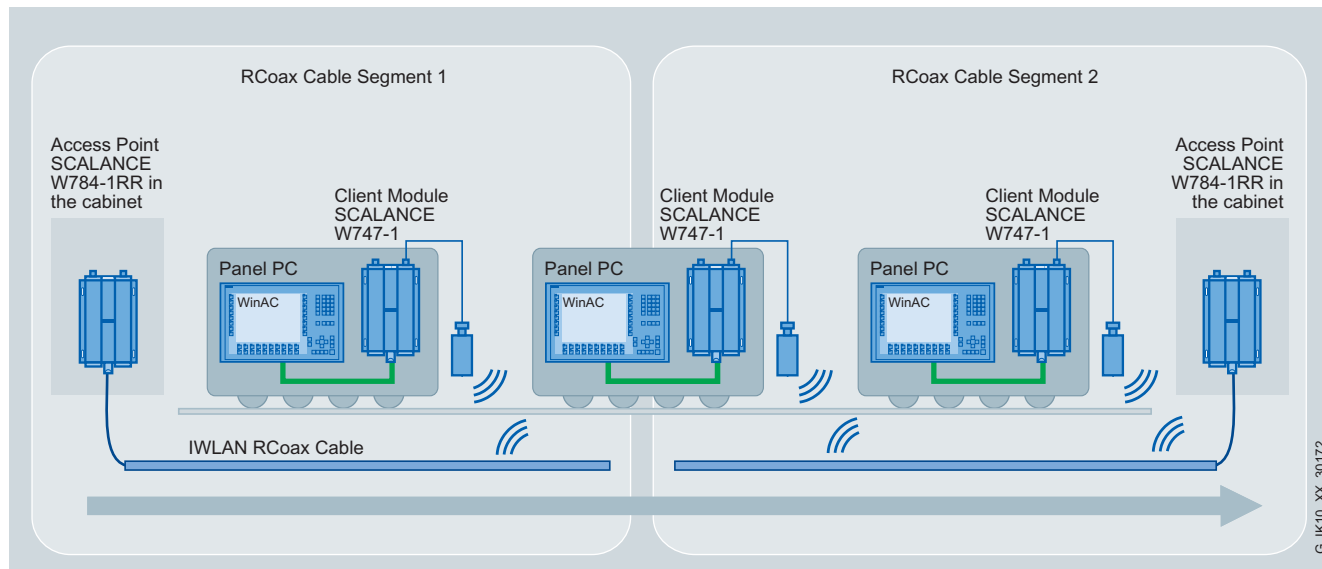 RCoax Cable Segment 1
RCoax Cable Segment 2
Access Point
SCALANCE
W784-1RR in
the cabinet
Client Module
SCALANCE
W747-1
Client Module
SCALANCE
W747-1
Client Module
SCALANCE
W747-1
Access Point
SCALANCE
W784-1RR in
the cabinet
Panel PC
WinAC
Panel PC
WinAC
Panel PC
WinAC
IWLAN RCoax Cable
G_IK10_XX_30172